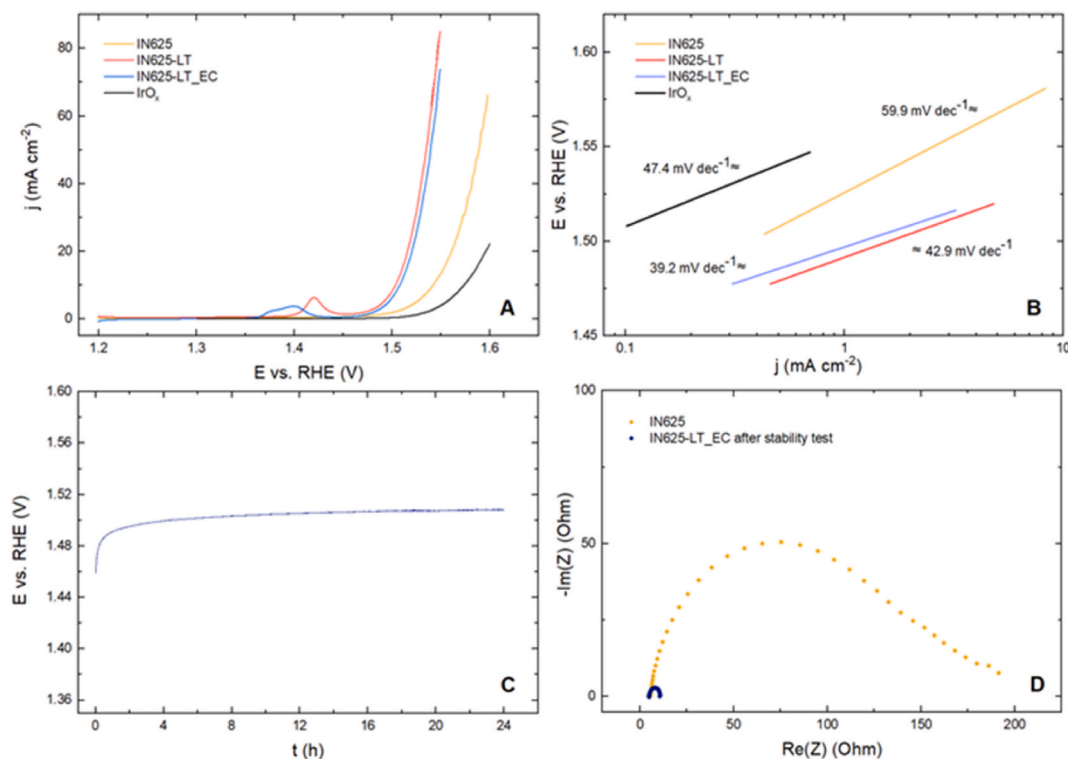 IN625
IN625-LT
IN625-LT_EC
IrOₓ
80
60
40
20
0
j (mA cm⁻²)
1.2
1.3
1.4
1.5
1.6
E vs. RHE (V)
A
IN625
IN625-LT
IN625-LT_EC
IrOₓ
59.9 mV dec⁻¹≈
47.4 mV dec⁻¹≈
39.2 mV dec⁻¹≈
≈ 42.9 mV dec⁻¹
1.60
1.55
1.50
1.45
E vs. RHE (V)
0.1
1
10
j (mA cm⁻²)
B
1.60
1.56
1.52
1.48
1.44
1.40
1.36
E vs. RHE (V)
0
4
8
12
16
20
24
t (h)
C
IN625
IN625-LT_EC after stability test
100
50
0
-Im(Z) (Ohm)
0
50
100
150
200
Re(Z) (Ohm)
D